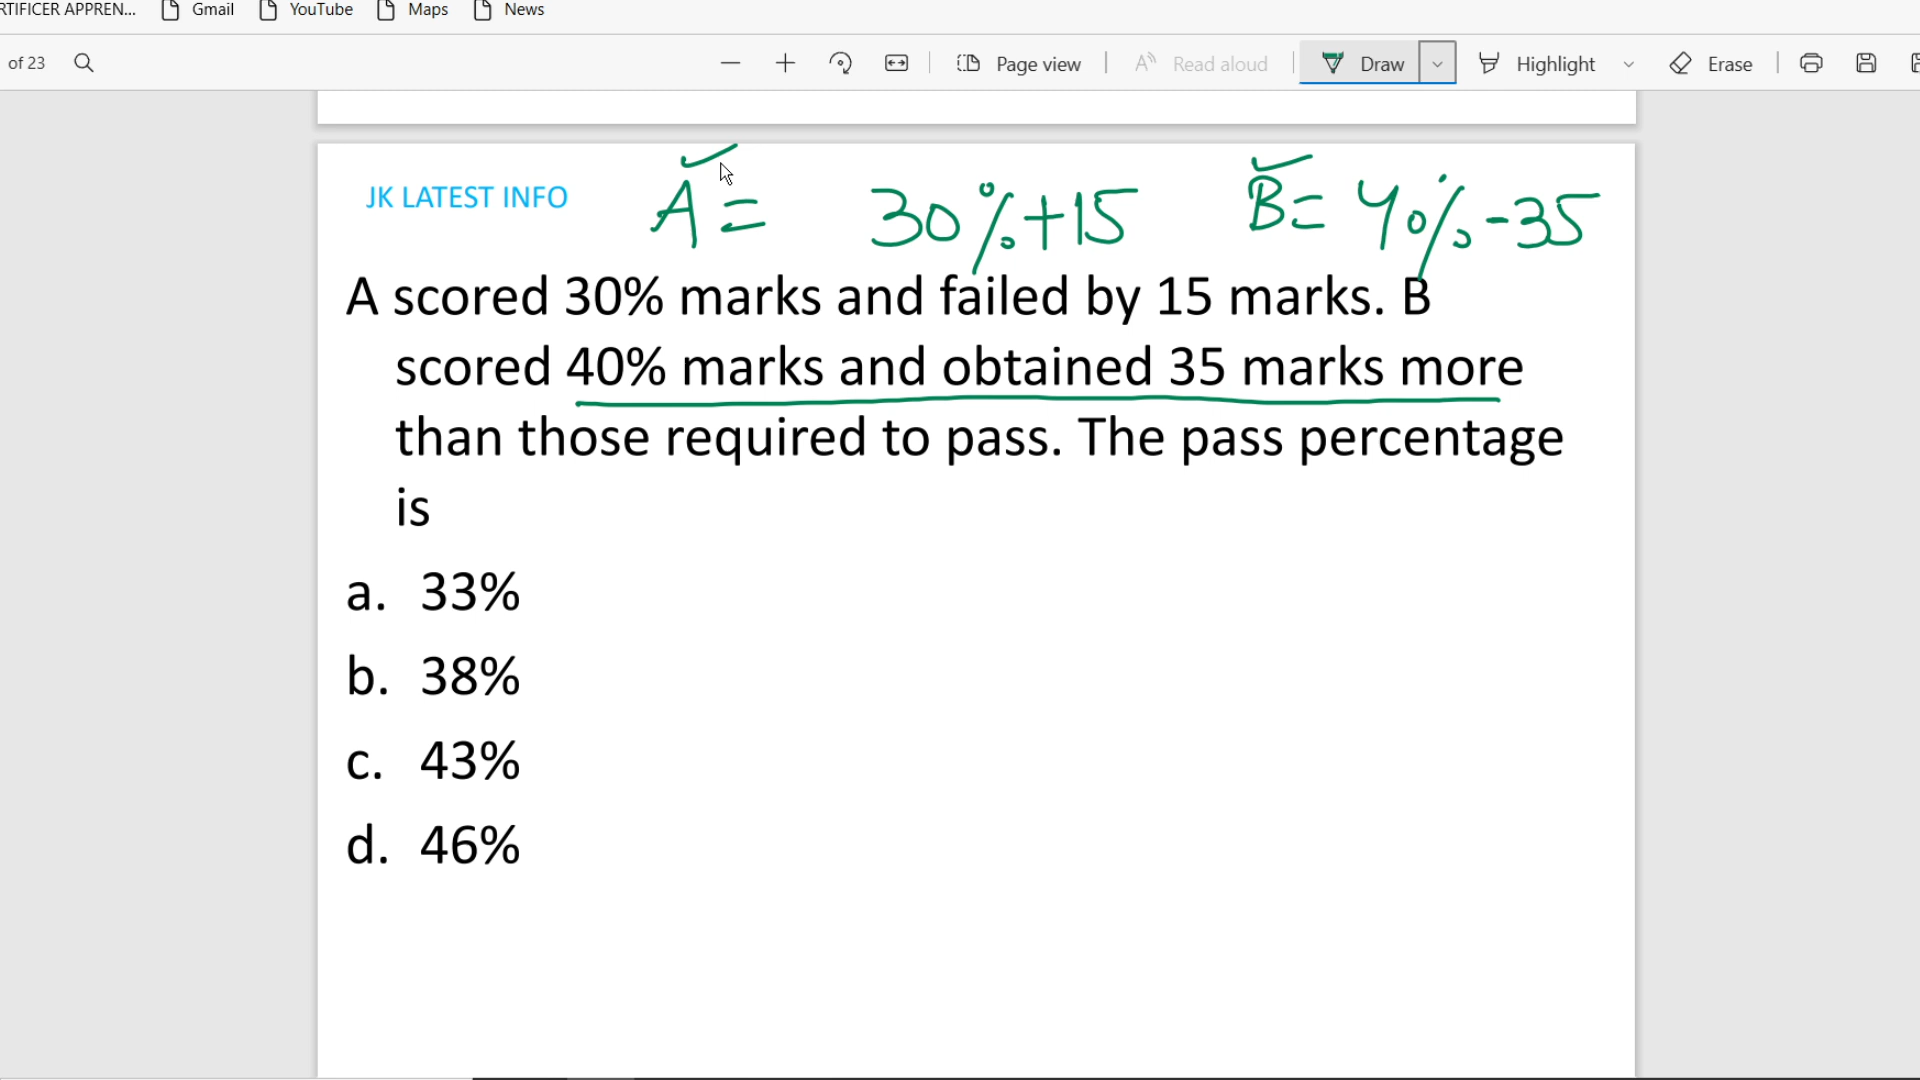 RTIFICER APPREN... Gmail YouTube Maps News
of 23 Page view Read aloud Draw Highlight Erase
JK LATEST INFO A = 30%+15 B= 40%-35
A scored 30% marks and failed by 15 marks. B
scored 40% marks and obtained 35 marks more
than those required to pass. The pass percentage
is
a. 33%
b. 38%
c. 43%
d. 46%